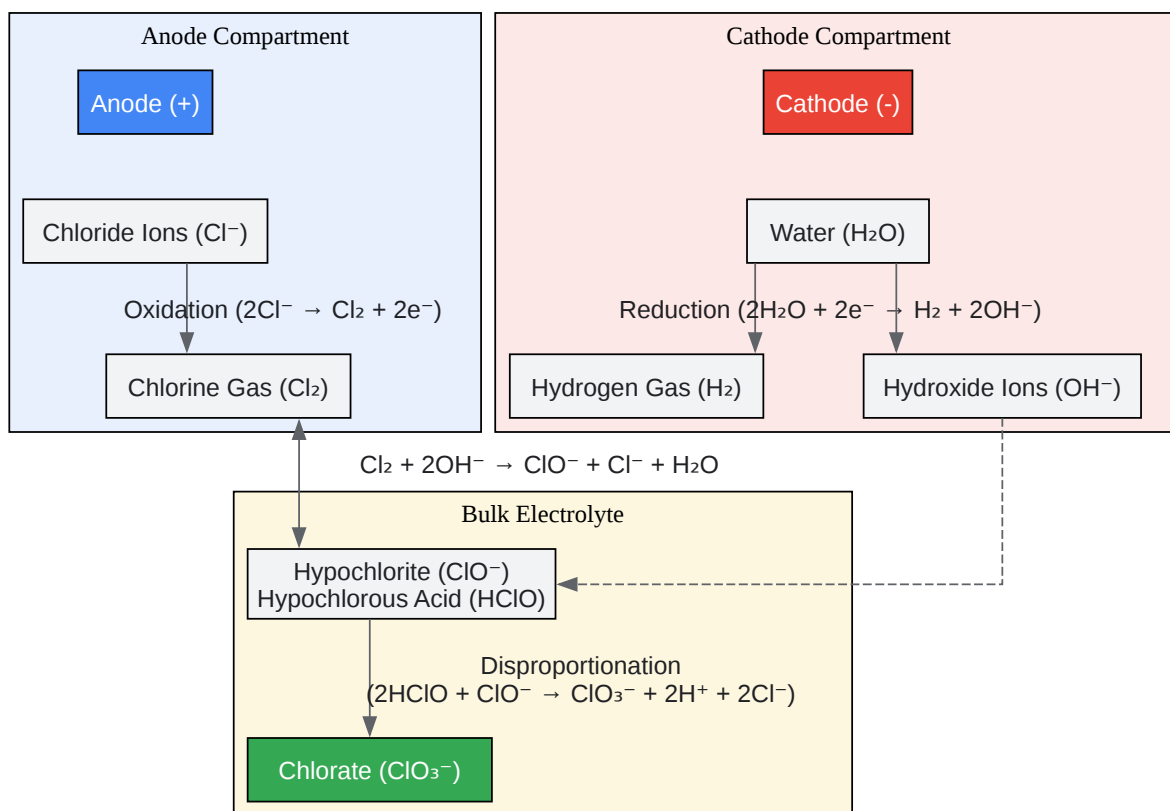 Anode Compartment
Anode (+)
Chloride Ions (Cl⁻)
Oxidation (2Cl⁻ → Cl₂ + 2e⁻)
Chlorine Gas (Cl₂)
Cathode Compartment
Cathode (-)
Water (H₂O)
Reduction (2H₂O + 2e⁻ → H₂ + 2OH⁻)
Hydrogen Gas (H₂)
Hydroxide Ions (OH⁻)
Cl₂ + 2OH⁻ → ClO⁻ + Cl⁻ + H₂O
Bulk Electrolyte
Hypochlorite (ClO⁻)
Hypochlorous Acid (HClO)
Disproportionation
(2HClO + ClO⁻ → ClO₃⁻ + 2H⁺ + 2Cl⁻)
Chlorate (ClO₃⁻)